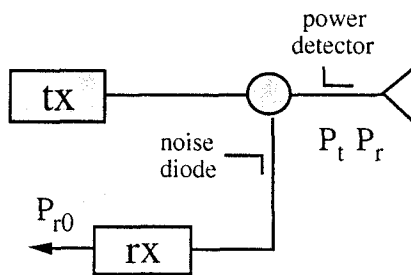 power
detector
tx
noise
diode
P_t P_r
P_r0
rx